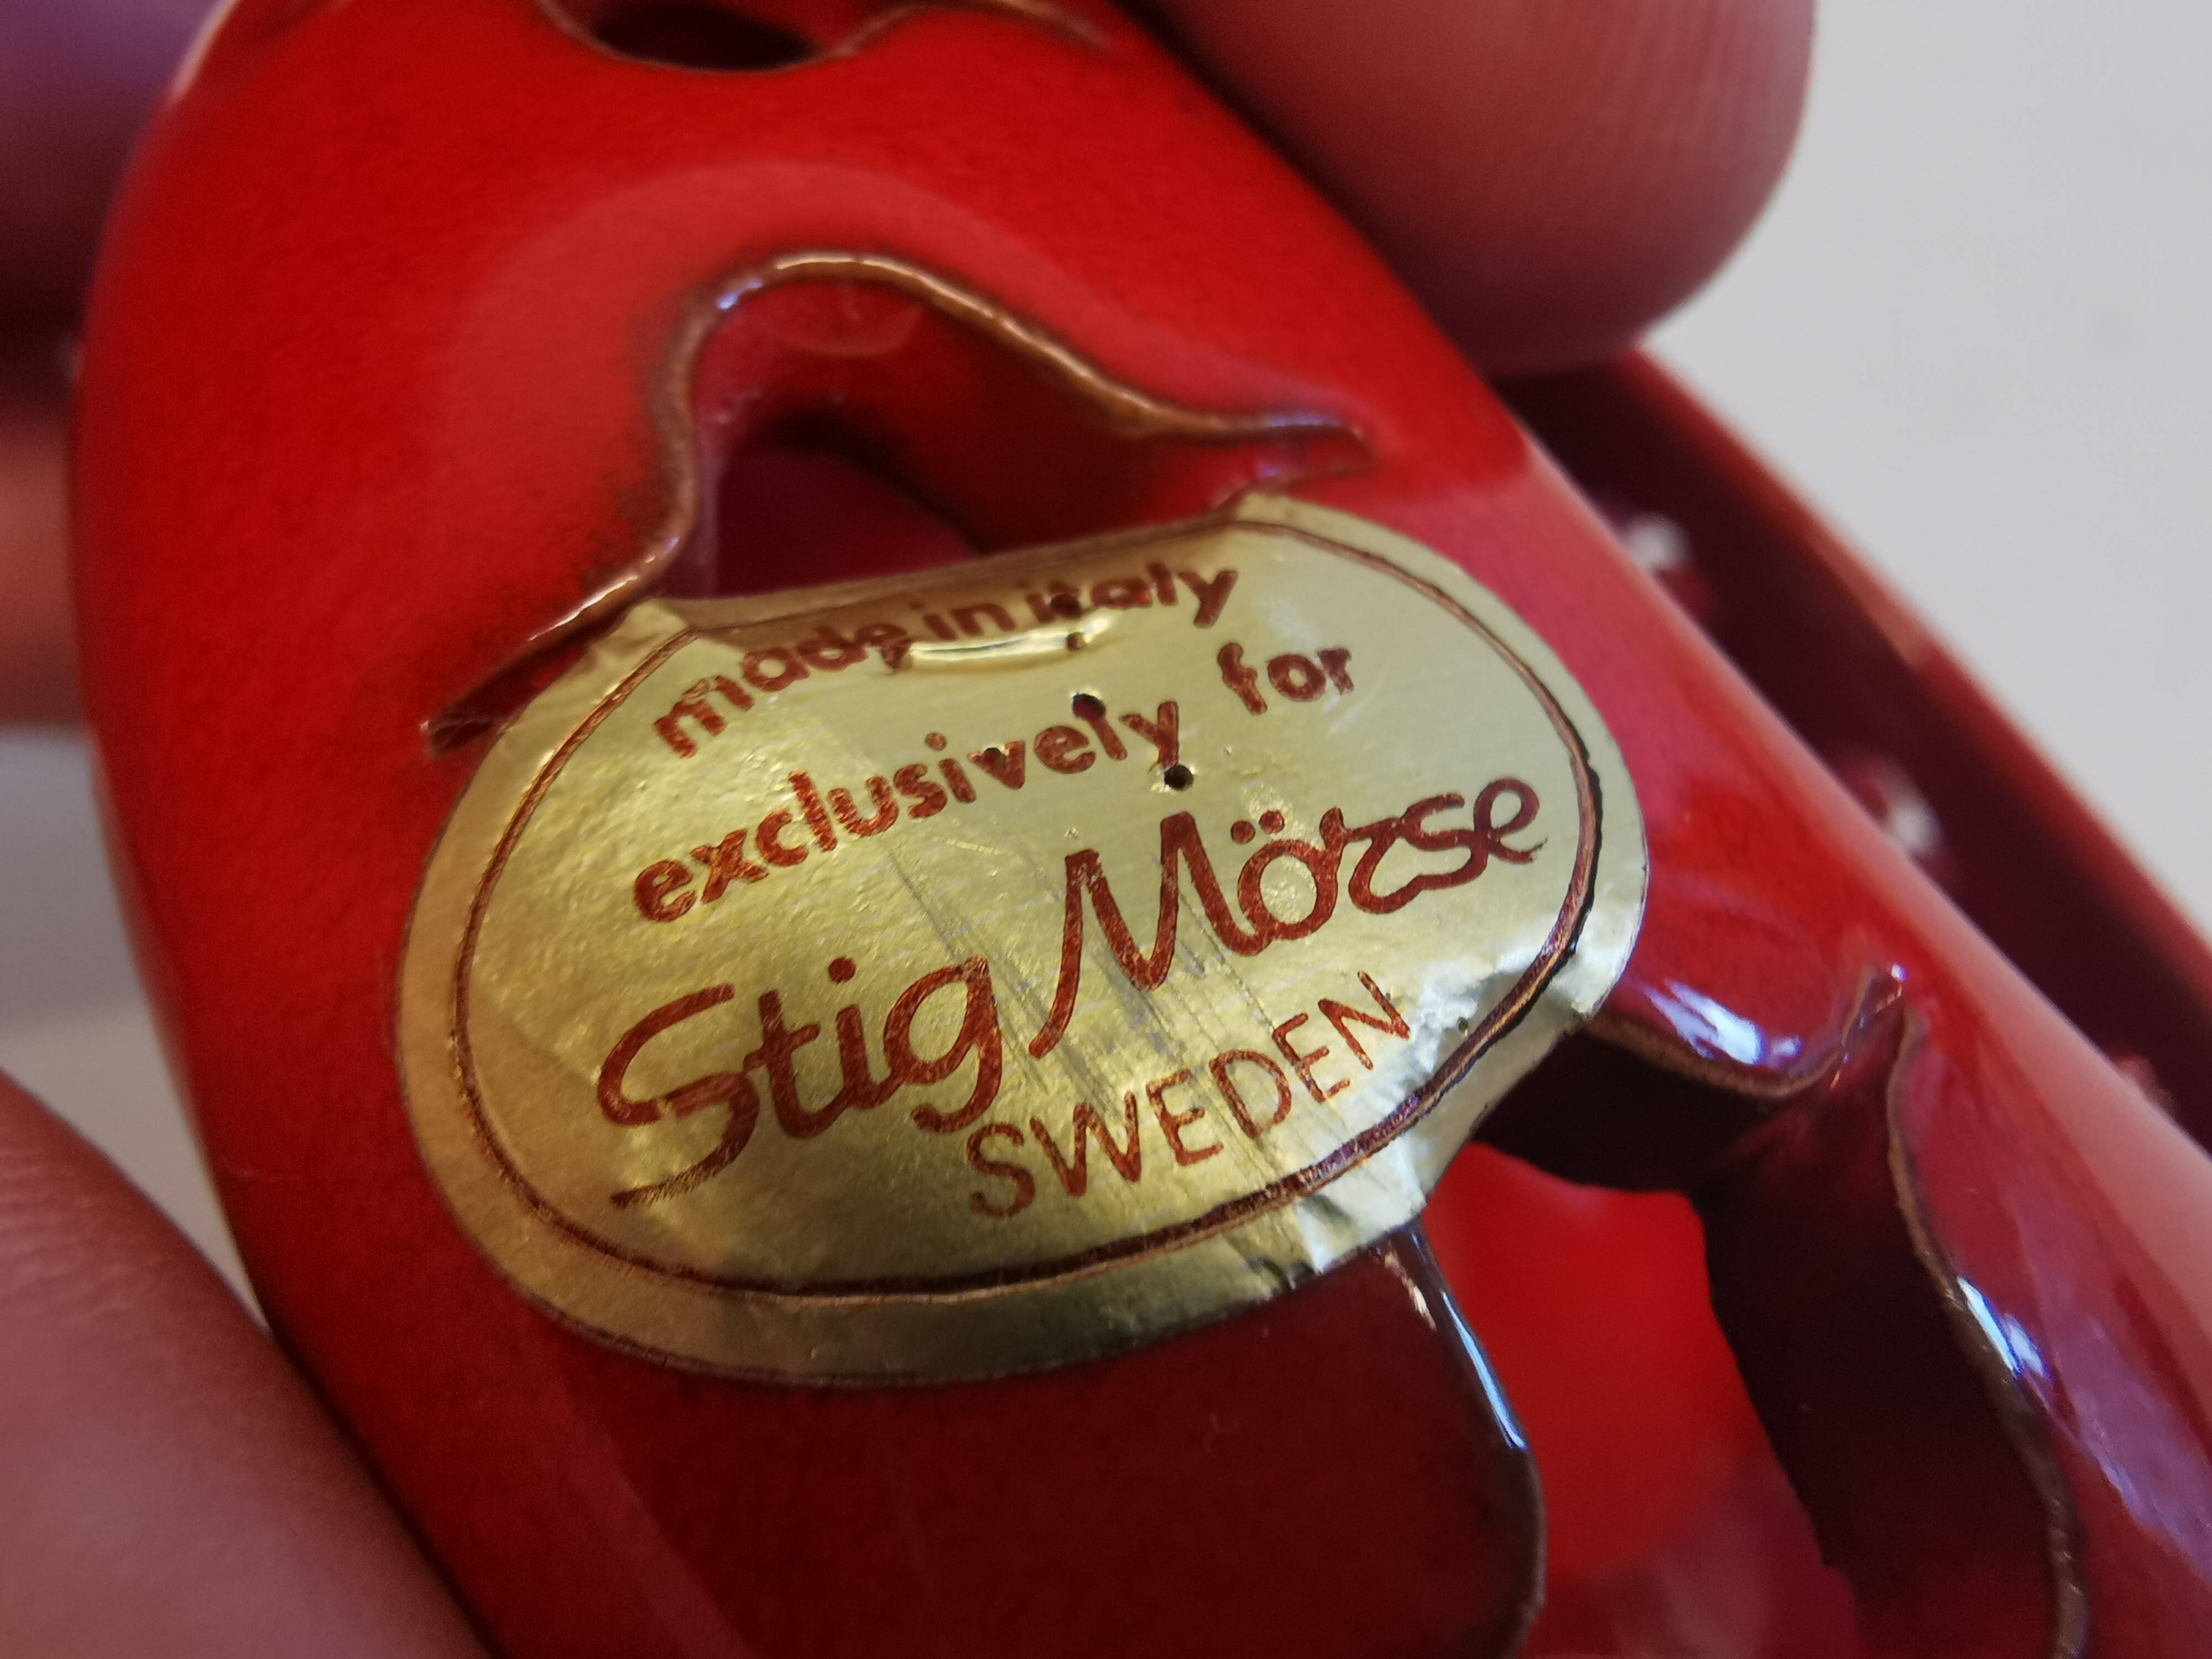 made in italy
exclusively for
Stig Mörse
SWEDEN